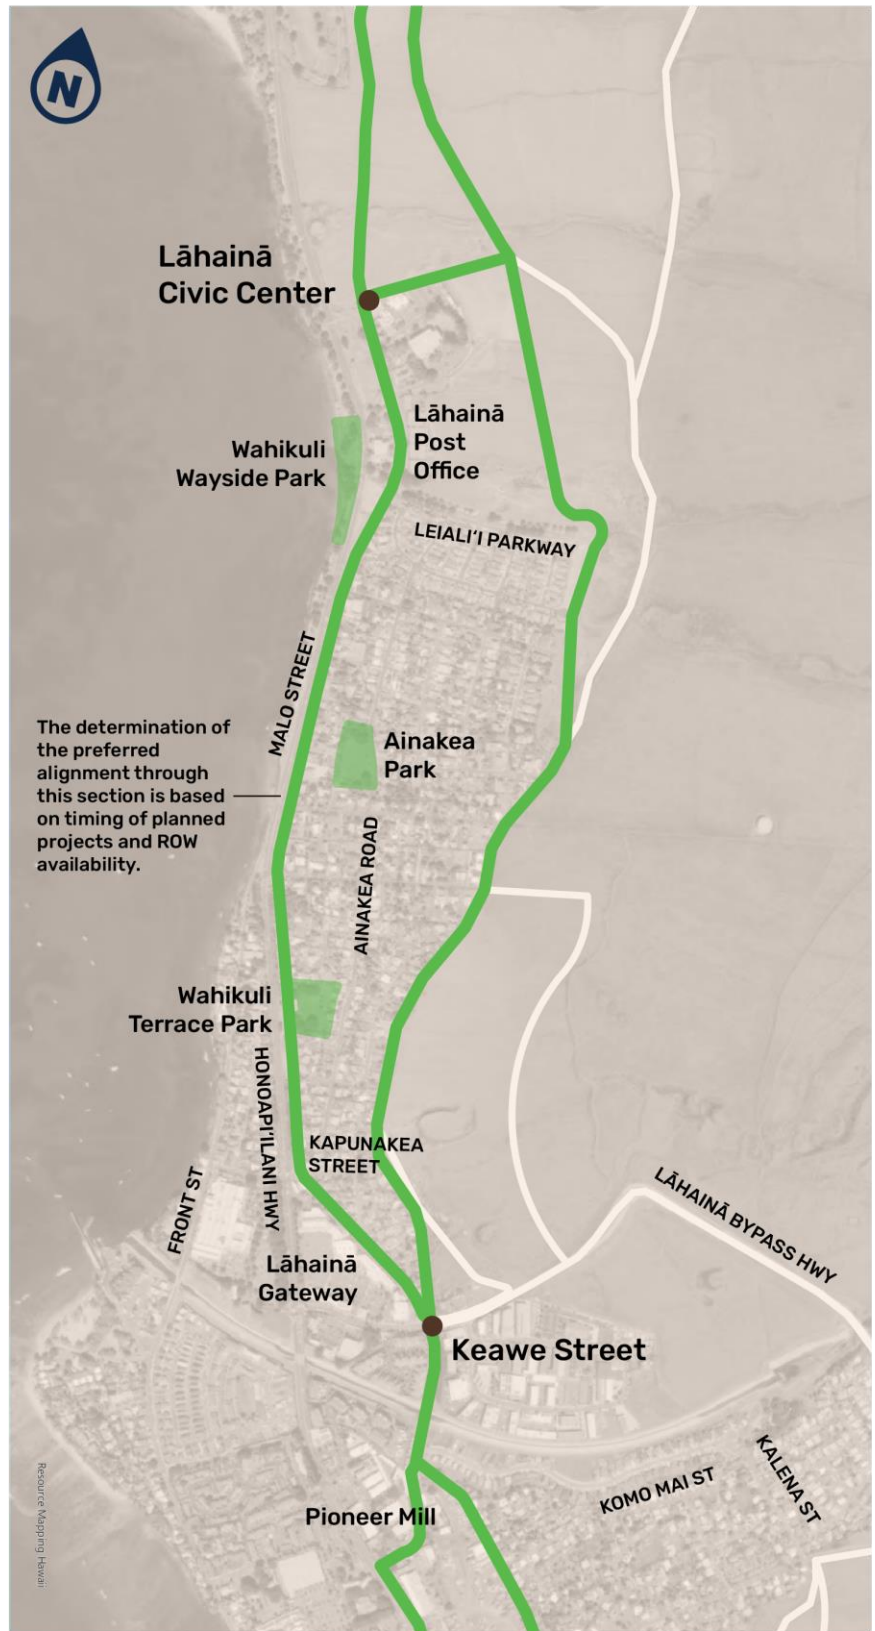 N
Lāhainā
Civic Center
Lāhainā
Post
Office
Wahikuli
Wayside Park
LEIALI‘I PARKWAY
MALO STREET
The determination of
the preferred
alignment through
this section is based
on timing of planned
projects and ROW
availability.
Ainakea
Park
AINAKEA ROAD
Wahikuli
Terrace Park
HONOAPI‘ILANI HWY
KAPUNAKEA
STREET
FRONT ST
LĀHAINĀ BYPASS HWY
Lāhainā
Gateway
Keawe Street
KALENA ST
KOMO MAI ST
Pioneer Mill
Resource Mapping Hawaii